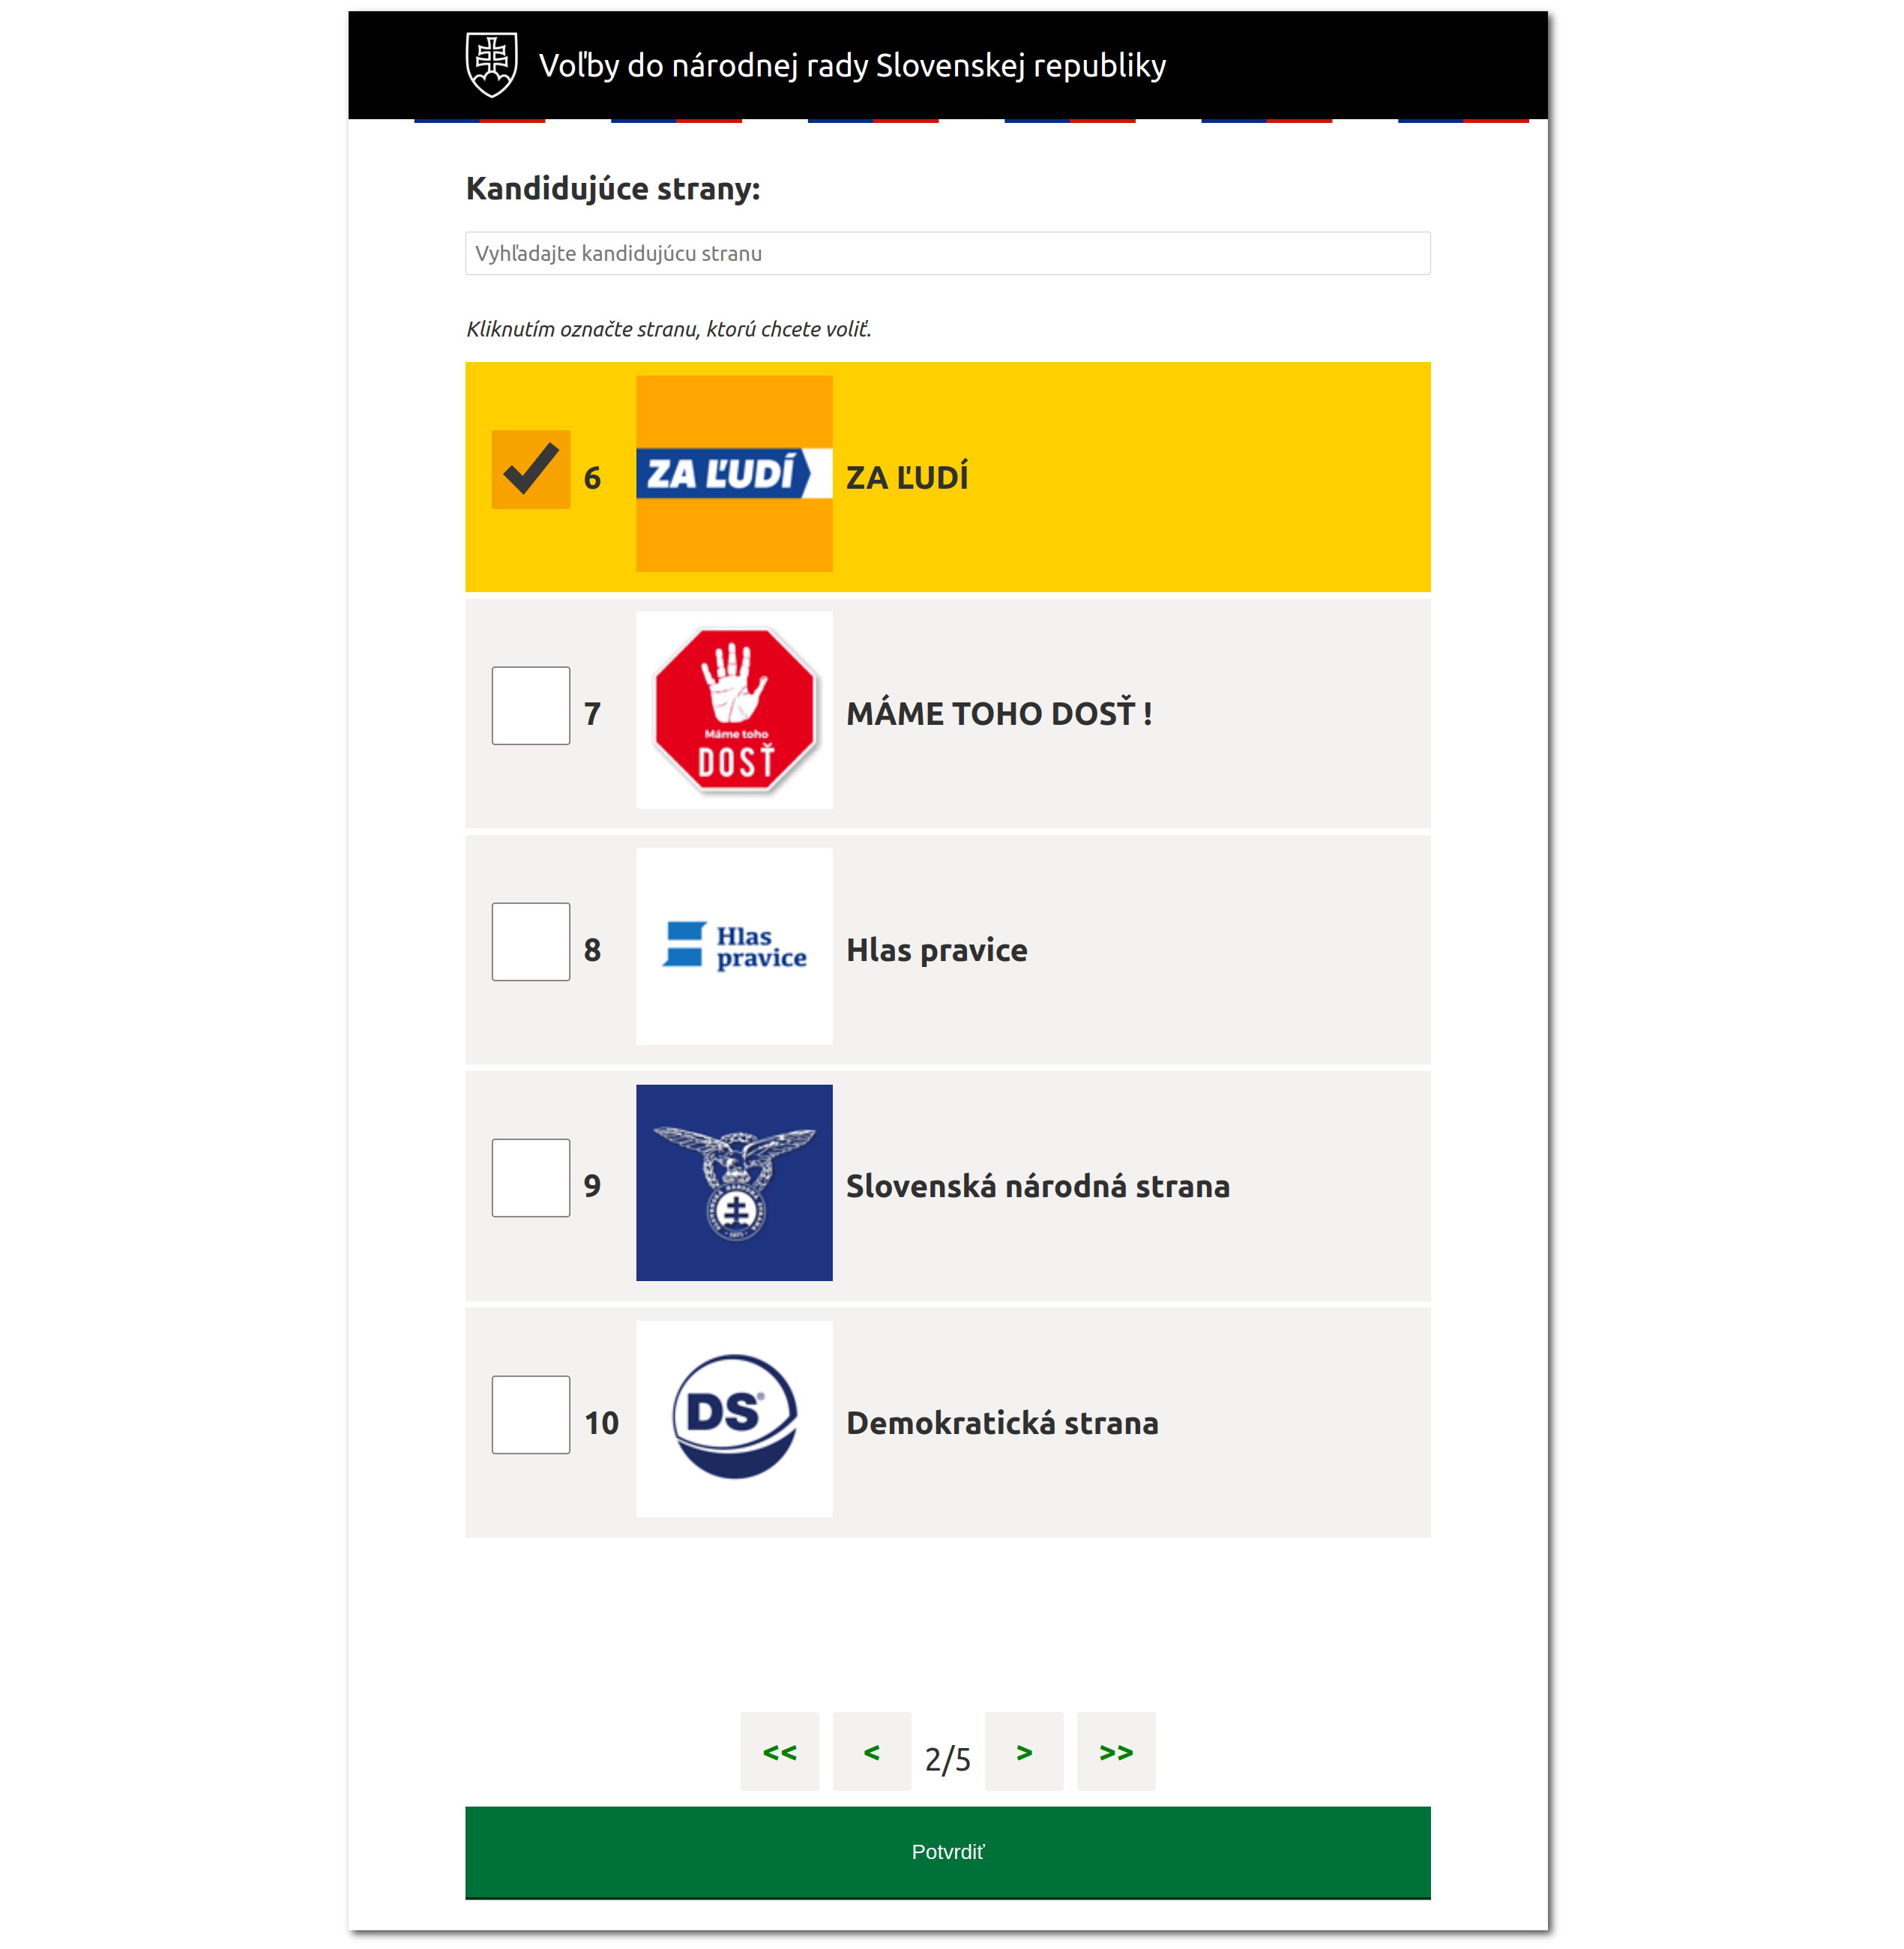 Voľby do národnej rady Slovenskej republiky
Kandidujúce strany:
Vyhľadajte kandidujúcu stranu
Kliknutím označte stranu, ktorú chcete voliť.
6 ZA ĽUDÍ ZA ĽUDÍ
7 Máme toho DOSŤ MÁME TOHO DOSŤ !
8 Hlas pravice Hlas pravice
9 Slovenská národná strana
10 DS® Demokratická strana
<< < 2/5 > >>
Potvrdiť